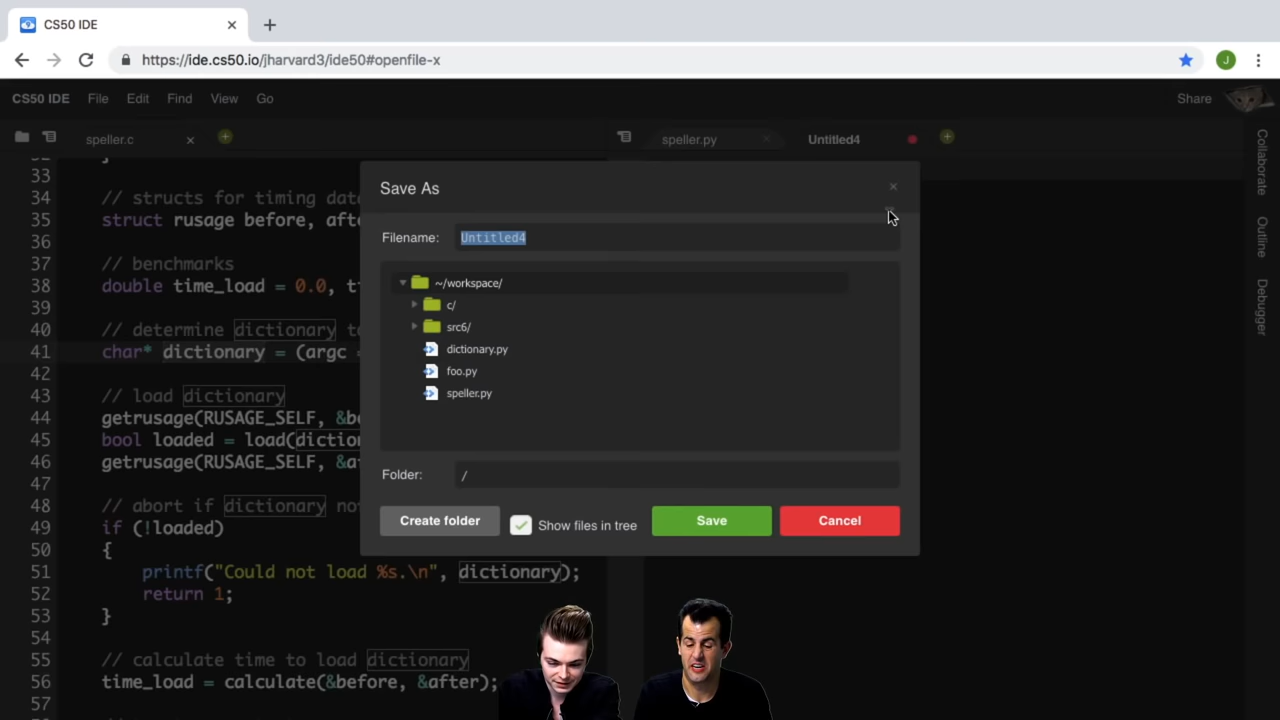 CS50 IDE
https://ide.cs50.io/jharvard3/ide50#openfile-x
J
CS50 IDE File Edit Find View Go Share
speller.c speller.py Untitled4
33
34 // structs for timing dat
35 struct rusage before, aft
36
37 // benchmarks
38 double time_load = 0.0, t
39
40 // determine dictionary t
41 char* dictionary = (argc =
42
43 // load dictionary
44 getrusage(RUSAGE_SELF, &b
45 bool loaded = load(dictio
46 getrusage(RUSAGE_SELF, &a
47
48 // abort if dictionary no
49 if (!loaded)
50 {
51 printf("Could not load %s.\n", dictionary);
52 return 1;
53 }
54
55 // calculate time to load dictionary
56 time_load = calculate(&before, &after);
57
Save As
Filename: Untitled4
~/workspace/
c/
src6/
dictionary.py
foo.py
speller.py
Folder: /
Create folder Show files in tree Save Cancel
Collaborate
Outline
Debugger